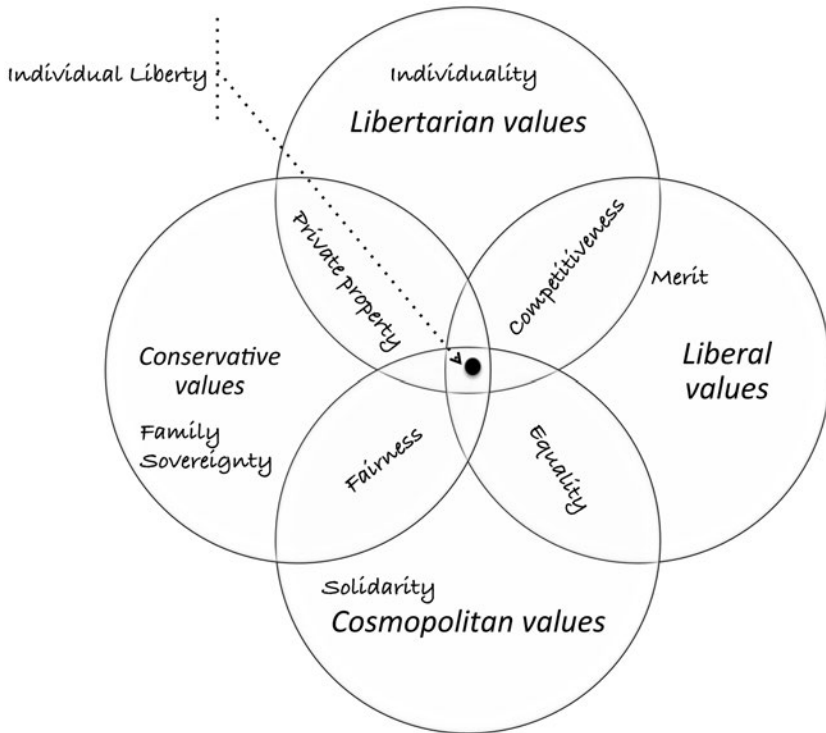 Individuality
Individual Liberty
Libertarian values
Private property
Competitiveness
Merit
Conservative
values
Liberal
values
Family
Sovereignty
Fairness
Equality
Solidarity
Cosmopolitan values